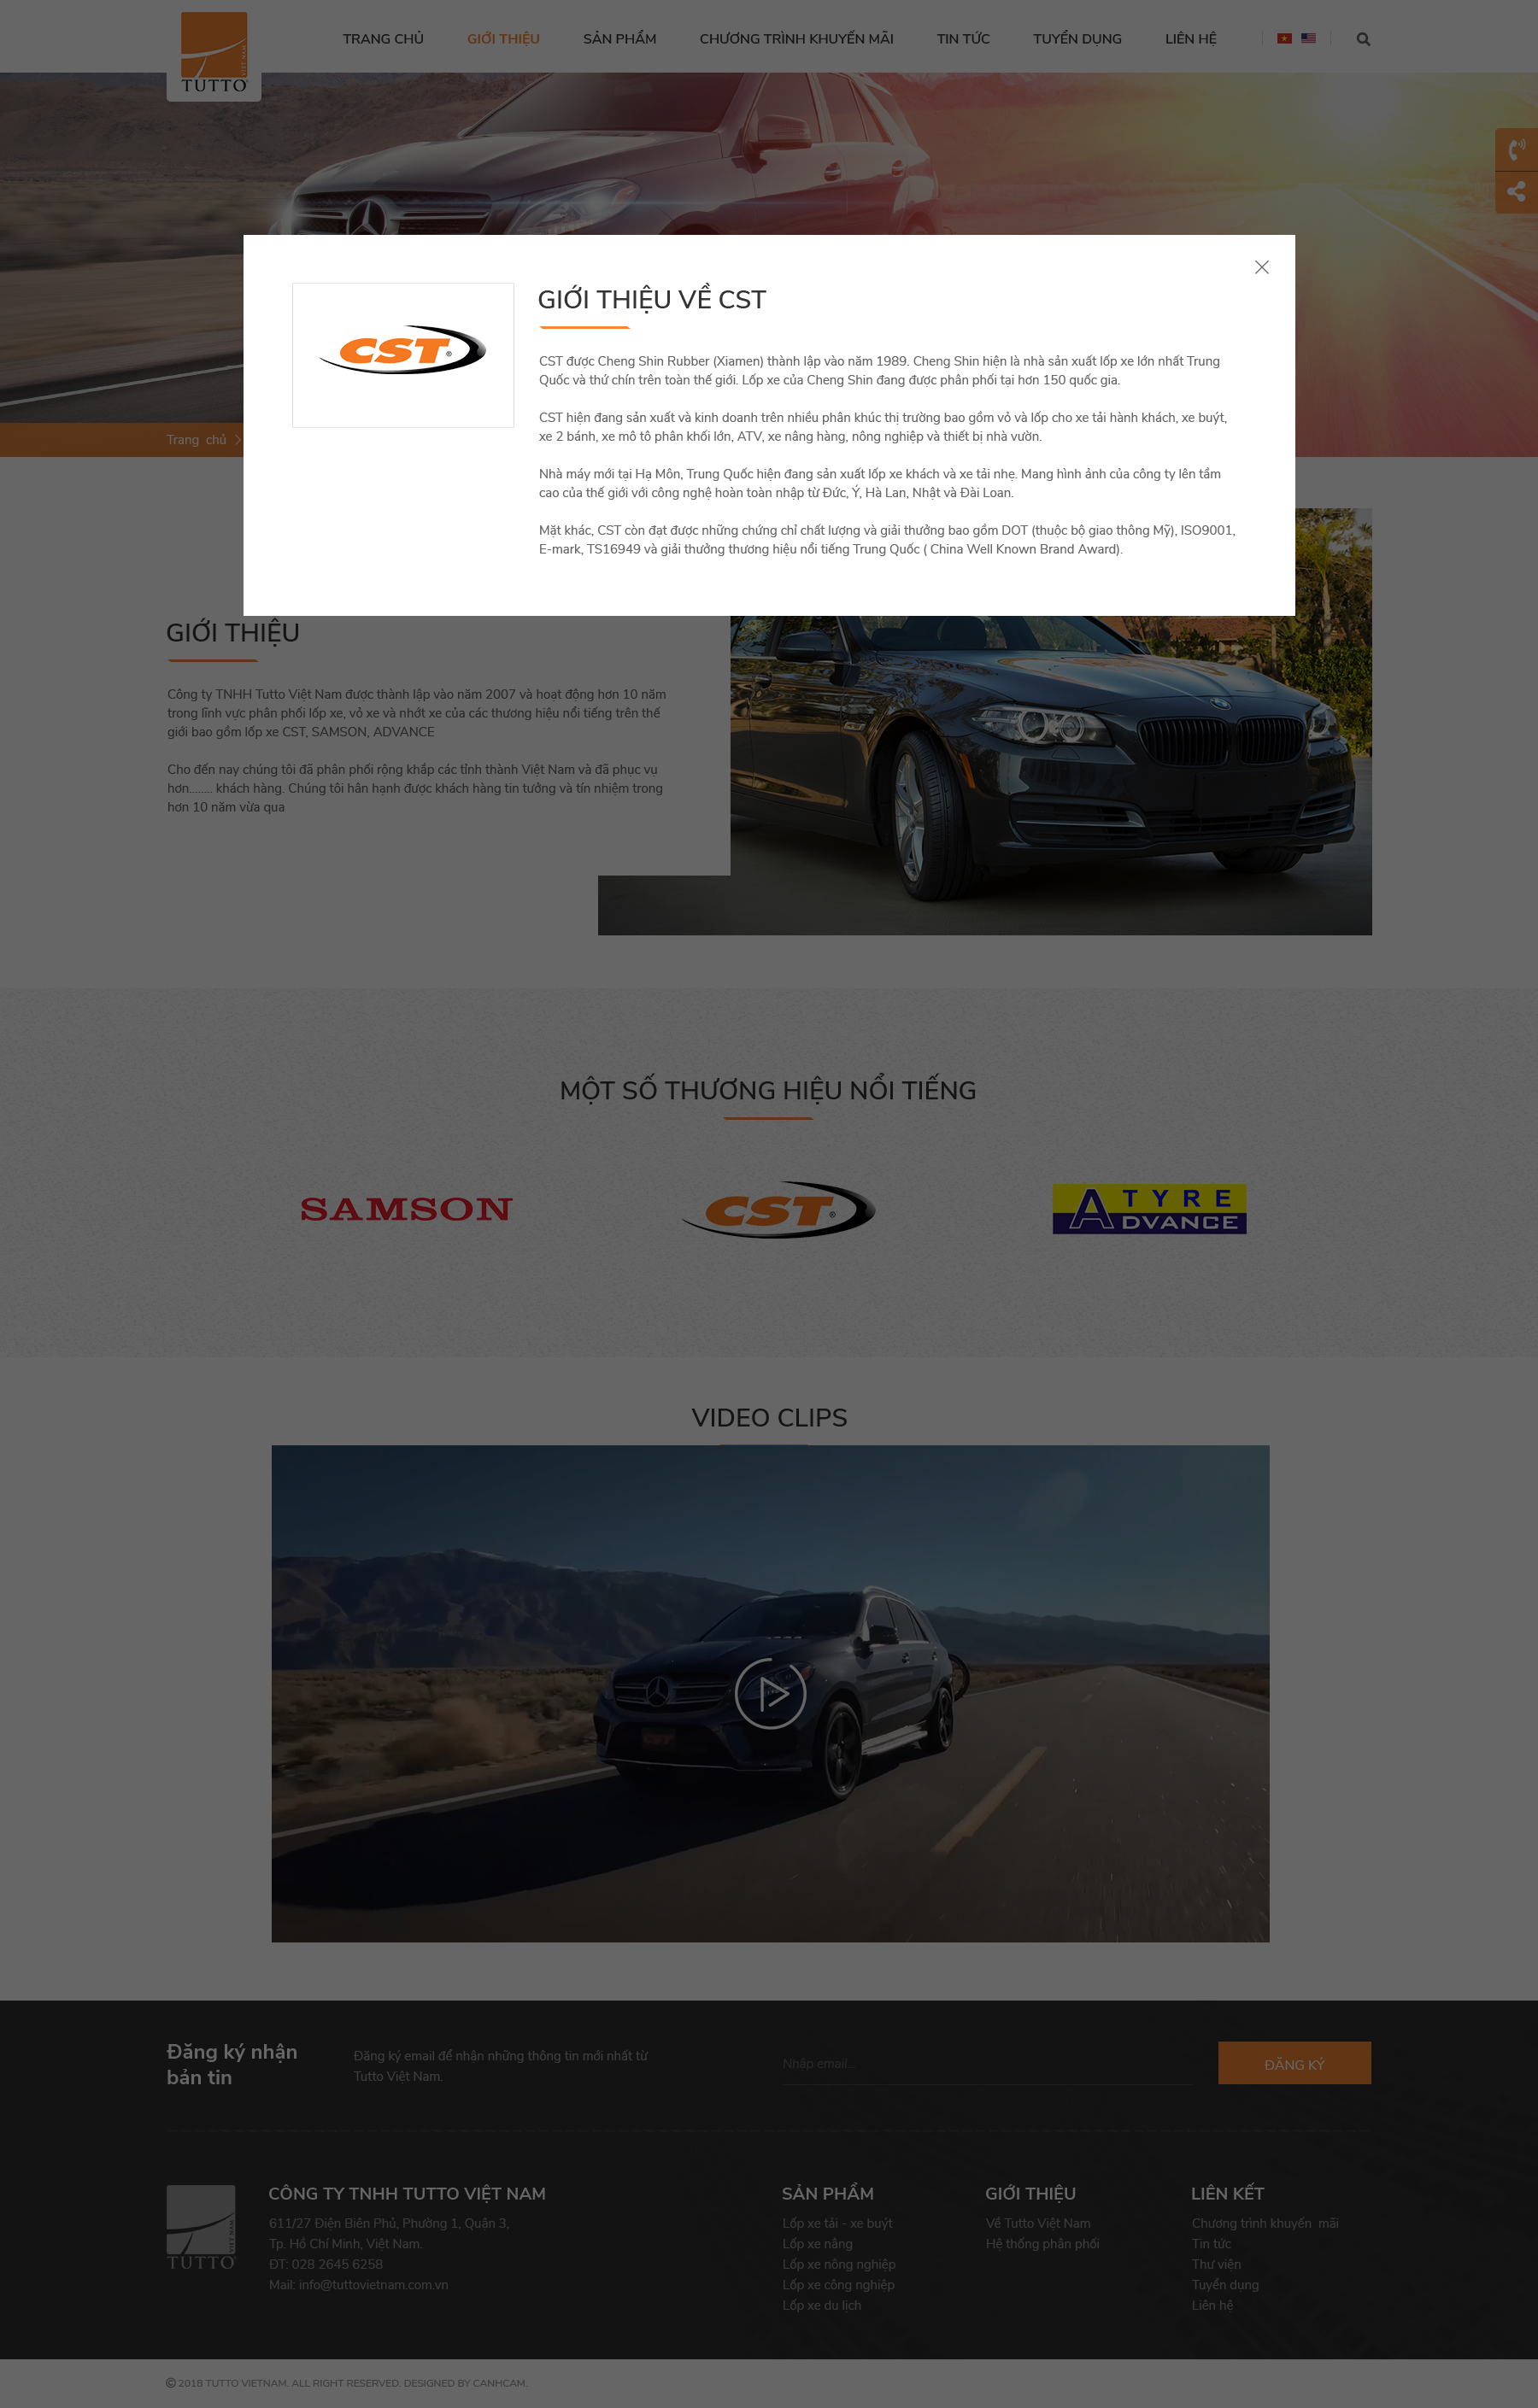 TRANG CHỦ GIỚI THIỆU SẢN PHẨM CHƯƠNG TRÌNH KHUYẾN MÃI TIN TỨC TUYỂN DỤNG LIÊN HỆ
TUTTO
VIỆT NAM
GIỚI THIỆU VỀ CST
CST ®
CST được Cheng Shin Rubber (Xiamen) thành lập vào năm 1989. Cheng Shin hiện là nhà sản xuất lốp xe lớn nhất Trung
Quốc và thứ chín trên toàn thế giới. Lốp xe của Cheng Shin đang được phân phối tại hơn 150 quốc gia.
CST hiện đang sản xuất và kinh doanh trên nhiều phân khúc thị trường bao gồm vỏ và lốp cho xe tải hành khách, xe buýt,
xe 2 bánh, xe mô tô phân khối lớn, ATV, xe nâng hàng, nông nghiệp và thiết bị nhà vườn.
Nhà máy mới tại Hạ Môn, Trung Quốc hiện đang sản xuất lốp xe khách và xe tải nhẹ. Mang hình ảnh của công ty lên tầm
cao của thế giới với công nghệ hoàn toàn nhập từ Đức, Ý, Hà Lan, Nhật và Đài Loan.
Mặt khác, CST còn đạt được những chứng chỉ chất lượng và giải thưởng bao gồm DOT (thuộc bộ giao thông Mỹ), ISO9001,
E-mark, TS16949 và giải thưởng thương hiệu nổi tiếng Trung Quốc ( China Well Known Brand Award).
Trang chủ >
GIỚI THIỆU
Công ty TNHH Tutto Việt Nam được thành lập vào năm 2007 và hoạt động hơn 10 năm
trong lĩnh vực phân phối lốp xe, vỏ xe và nhớt xe của các thương hiệu nổi tiếng trên thế
giới bao gồm lốp xe CST, SAMSON, ADVANCE
Cho đến nay chúng tôi đã phân phối rộng khắp các tỉnh thành Việt Nam và đã phục vụ
hơn........ khách hàng. Chúng tôi hân hạnh được khách hàng tin tưởng và tín nhiệm trong
hơn 10 năm vừa qua
MỘT SỐ THƯƠNG HIỆU NỔI TIẾNG
SAMSON
CST ®
A TYRE
DVANCE
VIDEO CLIPS
CST
Đăng ký nhận
bản tin
Đăng ký email để nhận những thông tin mới nhất từ
Tutto Việt Nam.
Nhập email...
ĐĂNG KÝ
TUTTO
VIỆT NAM
CÔNG TY TNHH TUTTO VIỆT NAM
611/27 Điện Biên Phủ, Phường 1, Quận 3,
Tp. Hồ Chí Minh, Việt Nam.
ĐT: 028 2645 6258
Mail: info@tuttovietnam.com.vn
SẢN PHẨM
Lốp xe tải - xe buýt
Lốp xe nâng
Lốp xe nông nghiệp
Lốp xe công nghiệp
Lốp xe du lịch
GIỚI THIỆU
Về Tutto Việt Nam
Hệ thống phân phối
LIÊN KẾT
Chương trình khuyến mãi
Tin tức
Thư viện
Tuyển dụng
Liên hệ
© 2018 TUTTO VIETNAM. ALL RIGHT RESERVED. DESIGNED BY CANHCAM.